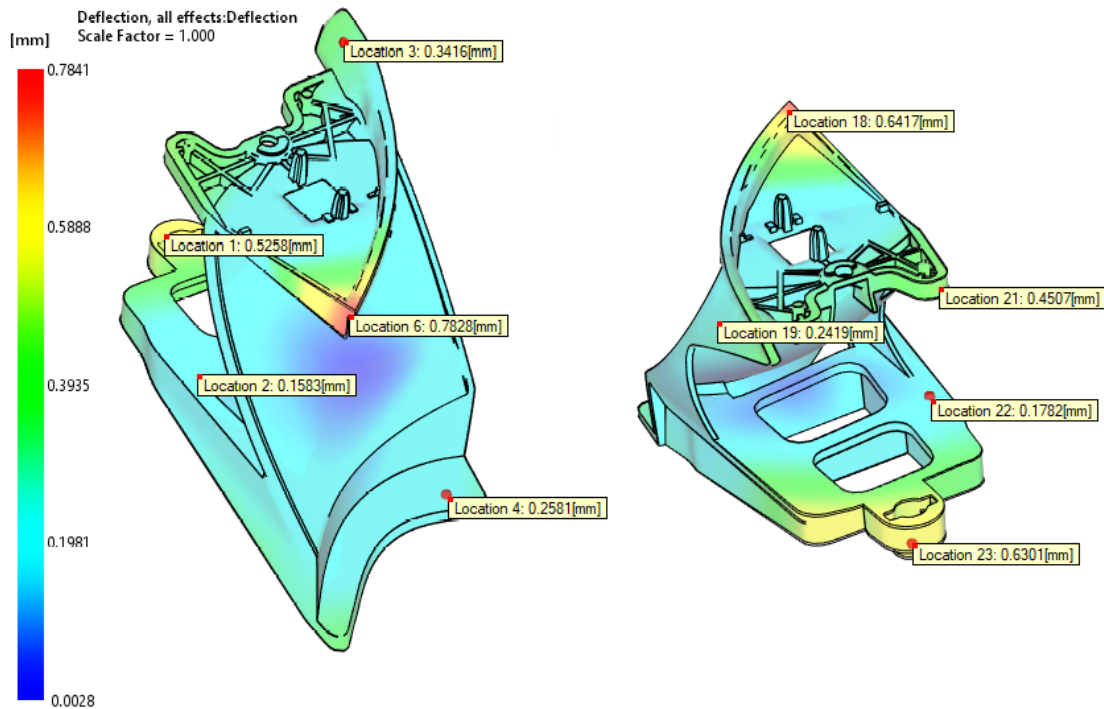 Deflection, all effects:Deflection
Scale Factor = 1.000
[mm]
0.7841
0.5888
0.3935
0.1981
0.0028
Location 3: 0.3416[mm]
Location 1: 0.5258[mm]
Location 6: 0.7828[mm]
Location 2: 0.1583[mm]
Location 4: 0.2581[mm]
Location 18: 0.6417[mm]
Location 21: 0.4507[mm]
Location 19: 0.2419[mm]
Location 22: 0.1782[mm]
Location 23: 0.6301[mm]